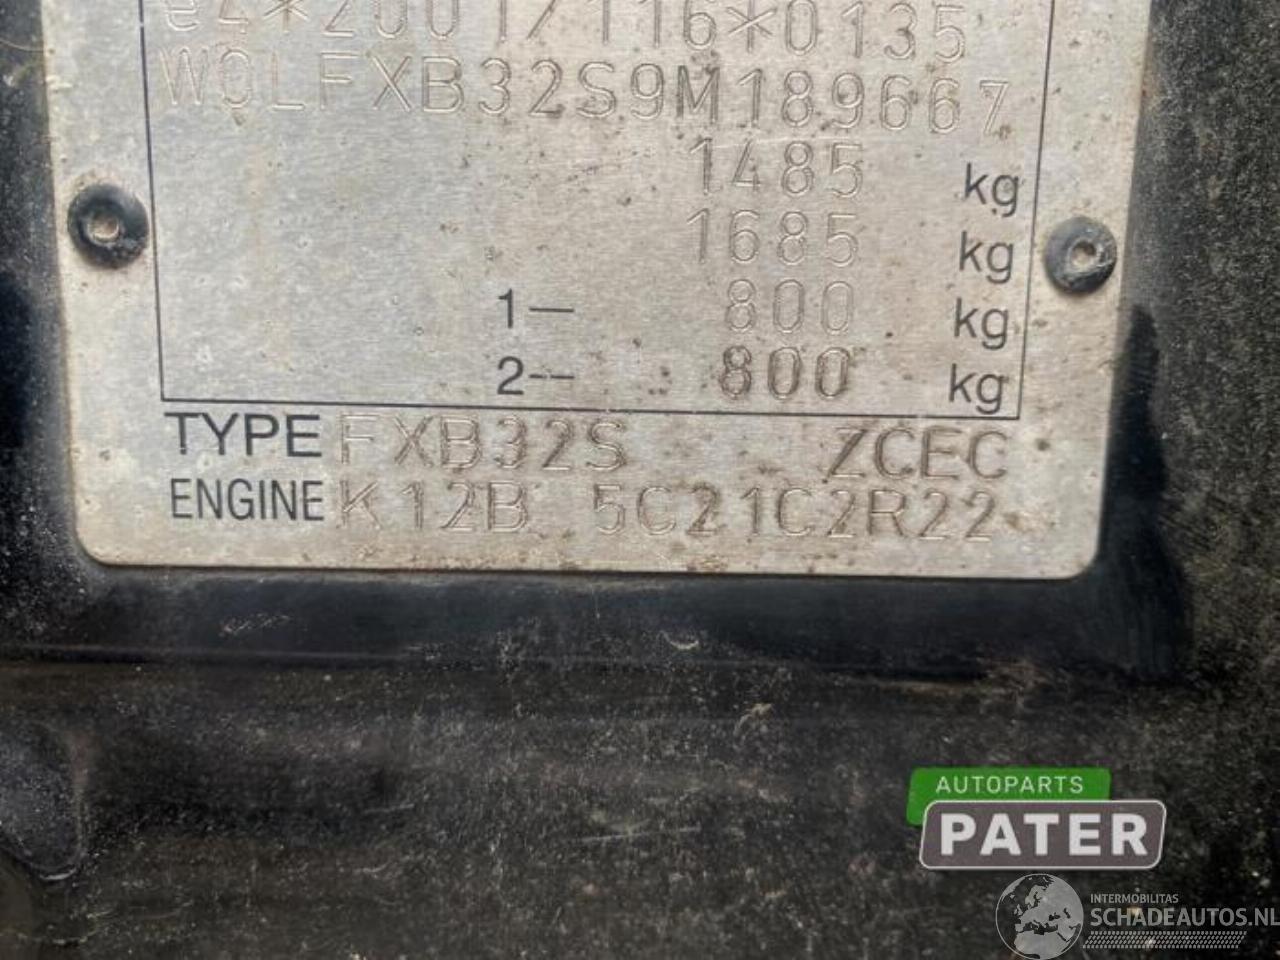 e4*2001/116*0135
W0LFXB32S9M189667
1485 kg
1685 kg
1– 800 kg
2-- 800 kg
TYPE FXB32S ZCEC
ENGINE K12B 5C21C2R22
AUTOPARTS
PATER
INTERMOBILITAS
SCHADEAUTOS.NL